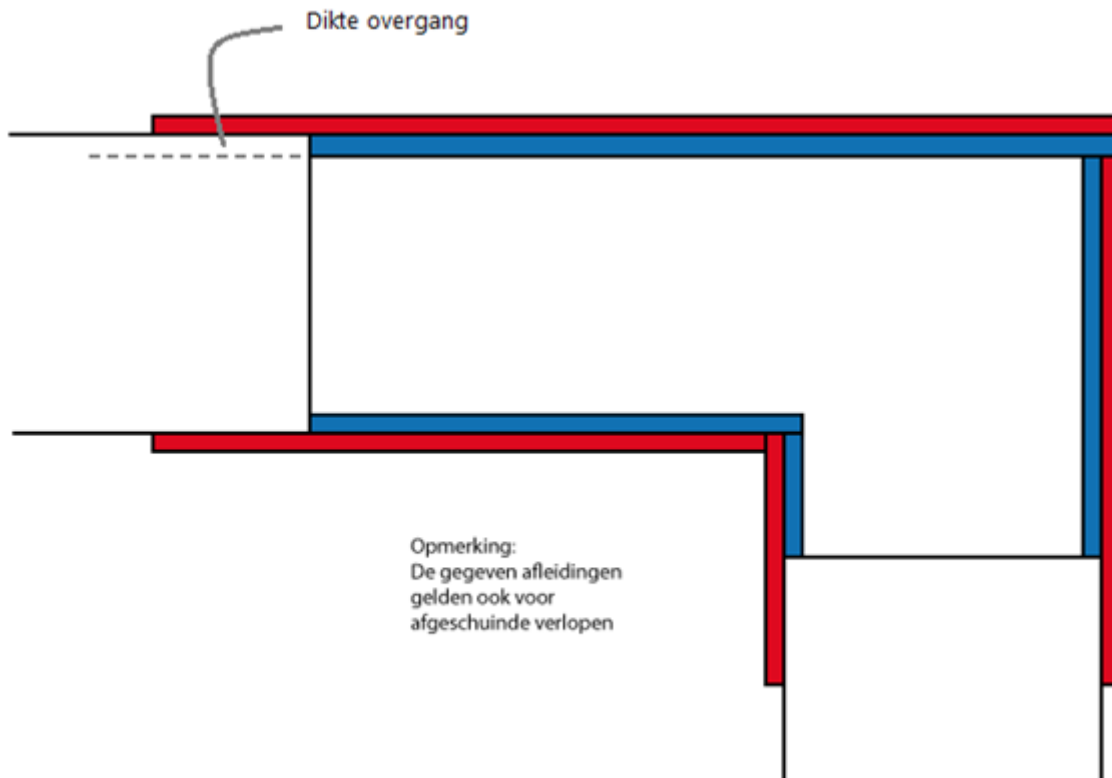 Dikte overgang
Opmerking:
De gegeven afleidingen
gelden ook voor
afgeschuinde verlopen